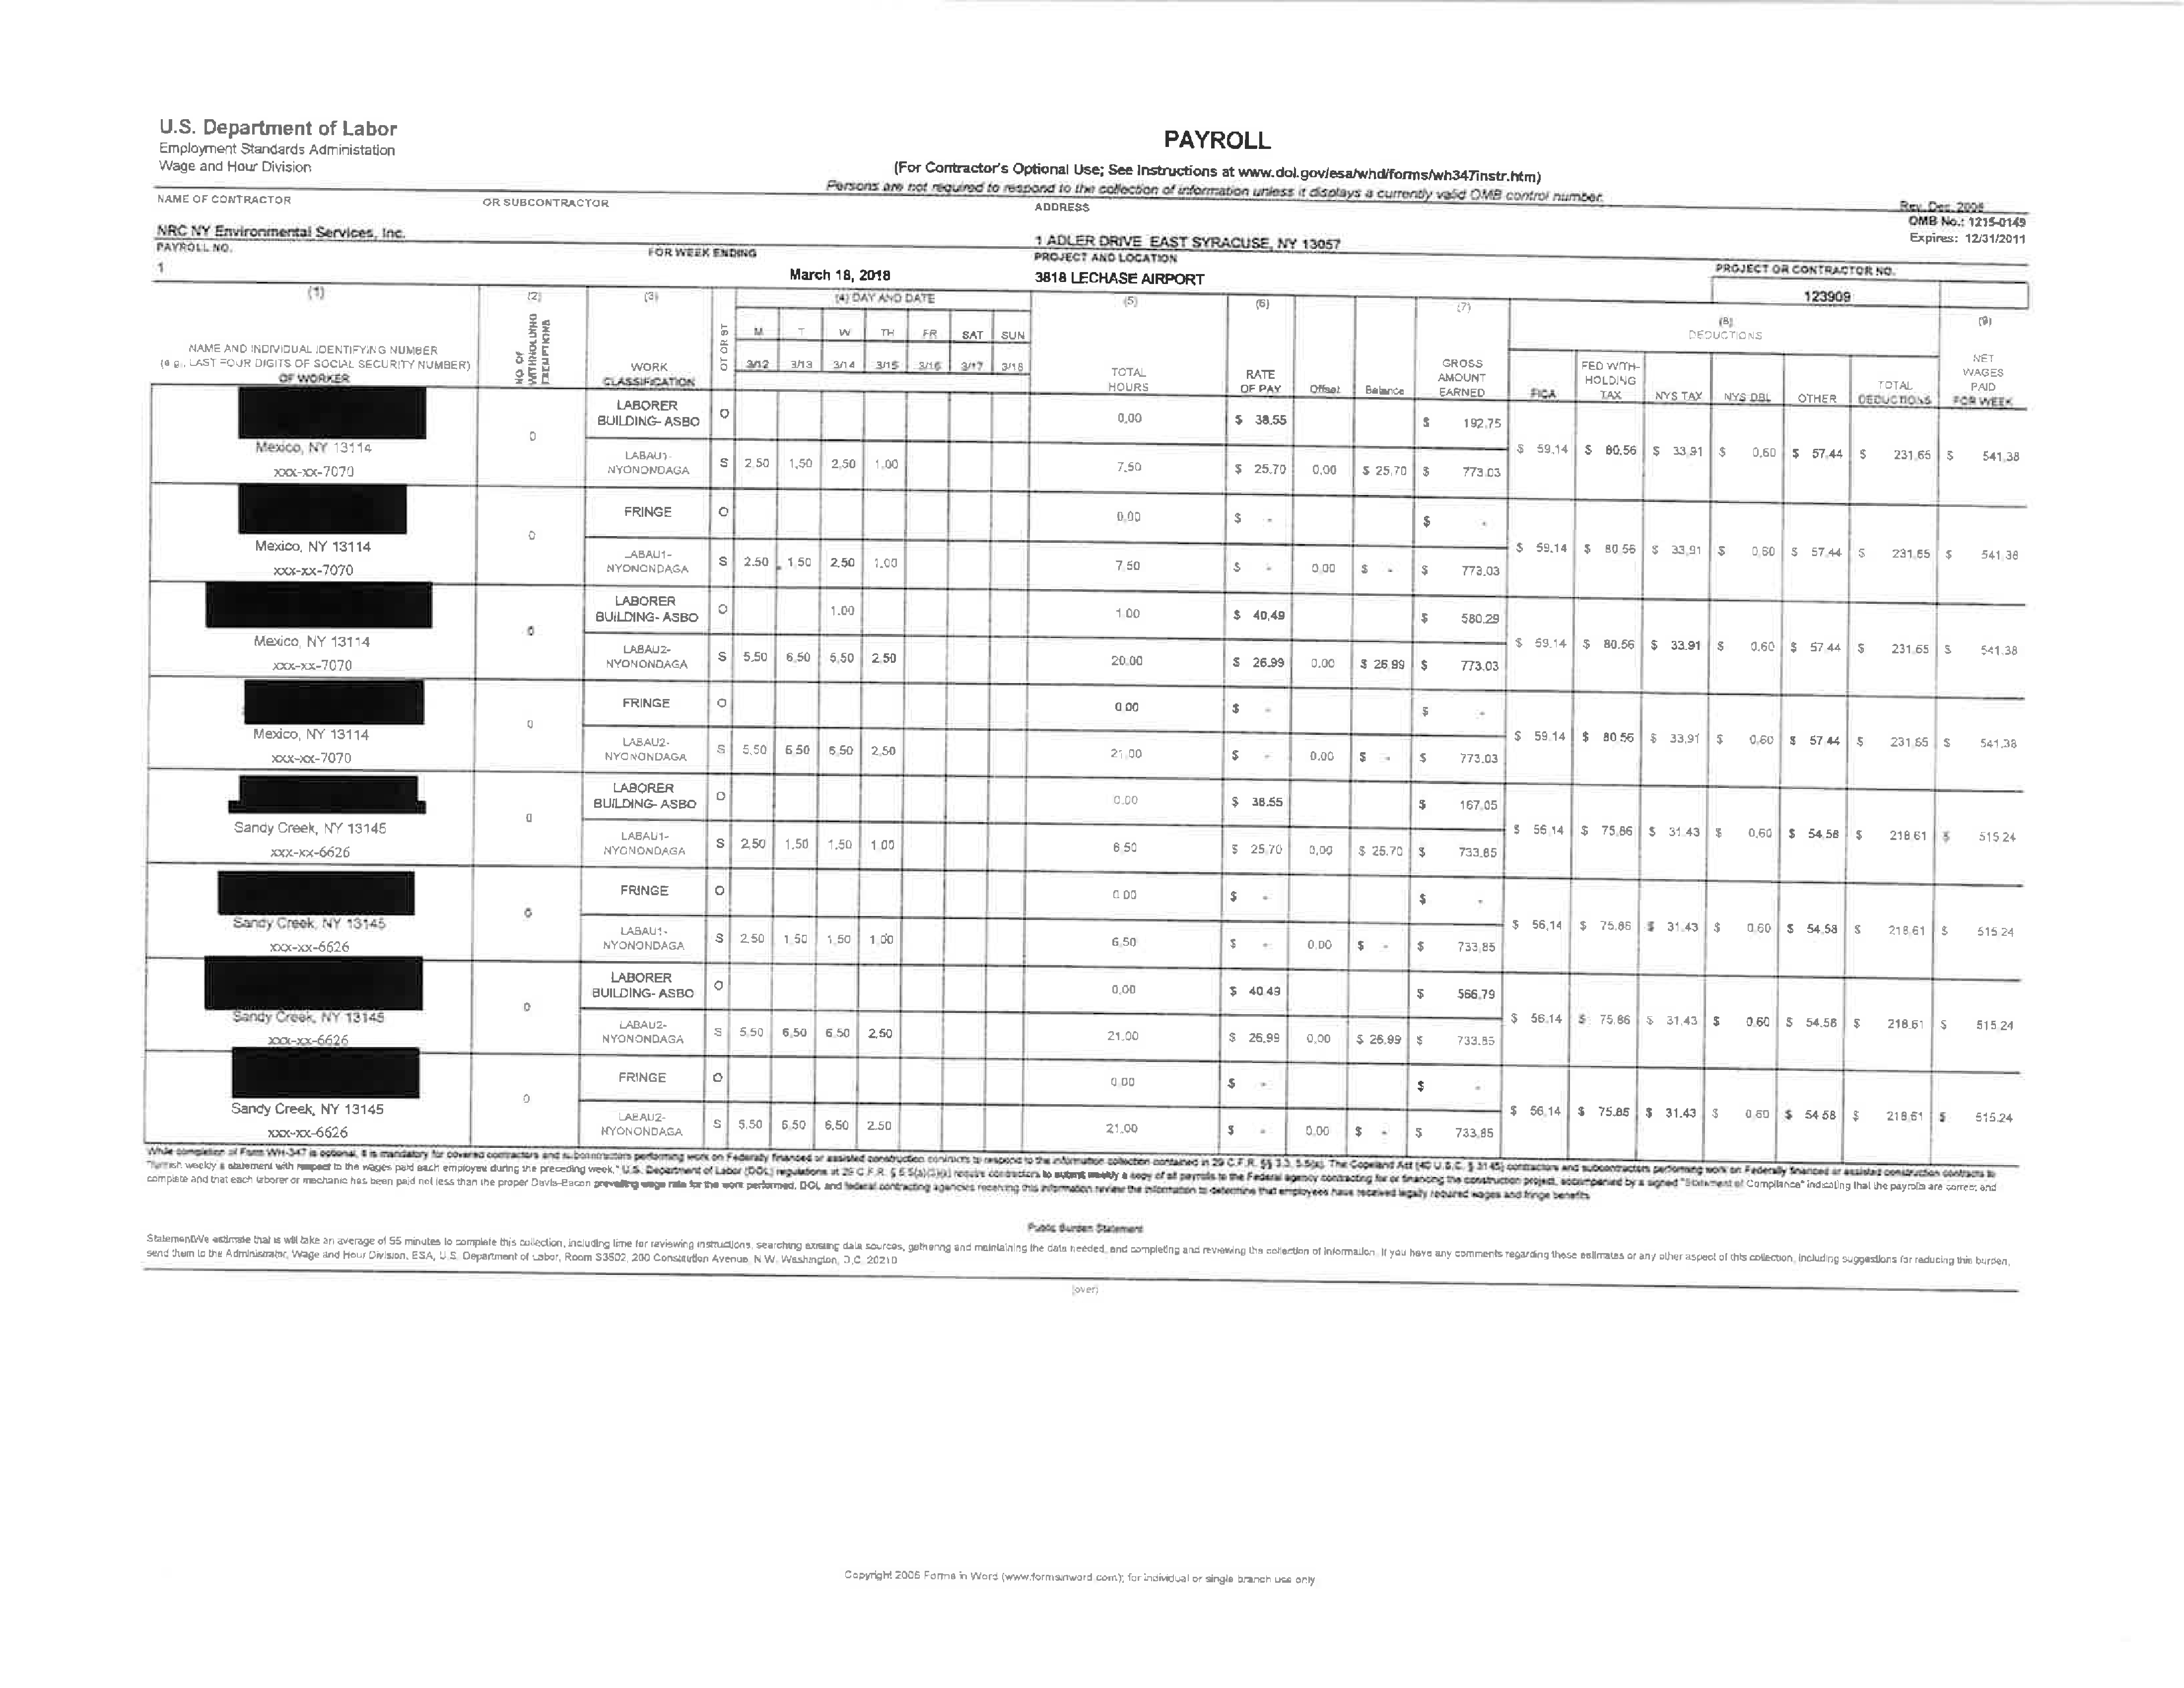 U.S. Department of Labor
Employment Standards Administation
Wage and Hour Division
PAYROLL
(For Contractor's Optional Use; See Instructions at www.dol.gov/esa/whd/forms/wh347instr.htm)
Persons are not required to respond to the collection of information unless it displays a currently valid OMB control number.
NAME OF CONTRACTOR OR SUBCONTRACTOR ADDRESS
Rev. Dec. 2008
OMB No.: 1215-0149
Expires: 12/31/2011
NRC NY Environmental Services, Inc. 1 ADLER DRIVE EAST SYRACUSE, NY 13057
PAYROLL NO. FOR WEEK ENDING PROJECT AND LOCATION PROJECT OR CONTRACTOR NO.
1 March 18, 2018 3818 LECHASE AIRPORT 123909
(1) (2) (3) (4) DAY AND DATE (5) (6) (7) (8) DEDUCTIONS (9)
NAME AND INDIVIDUAL IDENTIFYING NUMBER
(e.g., LAST FOUR DIGITS OF SOCIAL SECURITY NUMBER)
OF WORKER
NO OF WITHHOLDING EXEMPTIONS
WORK CLASSIFICATION
OT OR ST
M T W TH FR SAT SUN
3/12 3/13 3/14 3/15 3/16 3/17 3/18
TOTAL HOURS
RATE OF PAY Offset Balance
GROSS AMOUNT EARNED
FICA
FED WITH-HOLDING TAX
NYS TAX NYS DBL OTHER
TOTAL DEDUCTIONS
NET WAGES PAID FOR WEEK
LABORER BUILDING- ASBO O 0.00 $ 38.55 $ 192.75
Mexico, NY 13114 0 $ 59.14 $ 80.56 $ 33.91 $ 0.60 $ 57.44 $ 231.65 $ 541.38
xxx-xx-7070 LABAU1-NYONONDAGA S 2.50 1.50 2.50 1.00 7.50 $ 25.70 0.00 $ 25.70 $ 773.03
FRINGE O 0.00 $ - $ -
Mexico, NY 13114 0 $ 59.14 $ 80.56 $ 33.91 $ 0.60 $ 57.44 $ 231.65 $ 541.38
xxx-xx-7070 LABAU1-NYONONDAGA S 2.50 1.50 2.50 1.00 7.50 $ - 0.00 $ - $ 773.03
LABORER BUILDING- ASBO O 1.00 1.00 $ 40.49 $ 580.29
Mexico, NY 13114 0 $ 59.14 $ 80.56 $ 33.91 $ 0.60 $ 57.44 $ 231.65 $ 541.38
xxx-xx-7070 LABAU2-NYONONDAGA S 5.50 6.50 5.50 2.50 20.00 $ 26.99 0.00 $ 26.99 $ 773.03
FRINGE O 0.00 $ - $ -
Mexico, NY 13114 0 $ 59.14 $ 80.56 $ 33.91 $ 0.60 $ 57.44 $ 231.65 $ 541.38
xxx-xx-7070 LABAU2-NYONONDAGA S 5.50 6.50 6.50 2.50 21.00 $ - 0.00 $ - $ 773.03
LABORER BUILDING- ASBO O 0.00 $ 38.55 $ 167.05
Sandy Creek, NY 13145 0 $ 56.14 $ 75.86 $ 31.43 $ 0.60 $ 54.58 $ 218.61 $ 515.24
xxx-xx-6626 LABAU1-NYONONDAGA S 2.50 1.50 1.50 1.00 6.50 $ 25.70 0.00 $ 25.70 $ 733.85
FRINGE O 0.00 $ - $ -
Sandy Creek, NY 13145 0 $ 56.14 $ 75.86 $ 31.43 $ 0.60 $ 54.58 $ 218.61 $ 515.24
xxx-xx-6626 LABAU1-NYONONDAGA S 2.50 1.50 1.50 1.00 6.50 $ - 0.00 $ - $ 733.85
LABORER BUILDING- ASBO O 0.00 $ 40.49 $ 566.79
Sandy Creek, NY 13145 0 $ 56.14 $ 75.86 $ 31.43 $ 0.60 $ 54.58 $ 218.61 $ 515.24
xxx-xx-6626 LABAU2-NYONONDAGA S 5.50 6.50 6.50 2.50 21.00 $ 26.99 0.00 $ 26.99 $ 733.85
FRINGE O 0.00 $ - $ -
Sandy Creek, NY 13145 0 $ 56.14 $ 75.86 $ 31.43 $ 0.60 $ 54.58 $ 218.61 $ 515.24
xxx-xx-6626 LABAU2-NYONONDAGA S 5.50 6.50 6.50 2.50 21.00 $ - 0.00 $ - $ 733.85
While completion of Form WH-347 is optional, it is mandatory for covered contractors and subcontractors performing work on Federally financed or assisted construction contracts to respond to the information collection contained in 29 C.F.R. §§ 3.3, 5.5(a). The Copeland Act (40 U.S.C. § 3145) contractors and subcontractors performing work on Federally financed or assisted construction contracts to
"furnish weekly a statement with respect to the wages paid each employee during the preceding week." U.S. Department of Labor (DOL) regulations at 29 C.F.R. § 5.5(a)(3)(ii) require contractors to submit weekly a copy of all payrolls to the Federal agency contracting for or financing the construction project, accompanied by a signed "Statement of Compliance" indicating that the payrolls are correct and
complete and that each laborer or mechanic has been paid not less than the proper Davis-Bacon prevailing wage rate for the work performed. DOL and federal contracting agencies receiving this information review the information to determine that employees have received legally required wages and fringe benefits.
Public Burden Statement
StatementWe estimate that is will take an average of 55 minutes to complete this collection, including time for reviewing instructions, searching existing data sources, gathering and maintaining the data needed, and completing and reviewing the collection of information. If you have any comments regarding these estimates or any other aspect of this collection, including suggestions for reducing this burden,
send them to the Administrator, Wage and Hour Division, ESA, U.S. Department of Labor, Room S3502, 200 Constitution Avenue, N.W. Washington, D.C. 20210
(over)
Copyright 2006 Forms in Word (www.formsinword.com); for individual or single branch use only